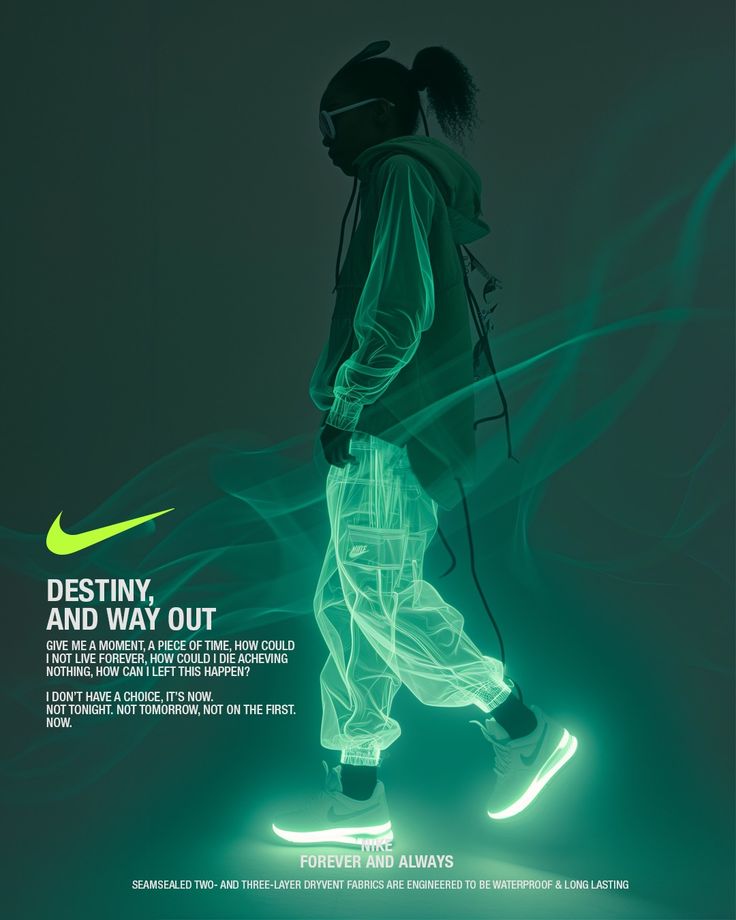 NIKE
DESTINY,
AND WAY OUT
GIVE ME A MOMENT, A PIECE OF TIME, HOW COULD
I NOT LIVE FOREVER, HOW COULD I DIE ACHEVING
NOTHING, HOW CAN I LEFT THIS HAPPEN?
I DON'T HAVE A CHOICE, IT'S NOW.
NOT TONIGHT. NOT TOMORROW, NOT ON THE FIRST.
NOW.
NIKE
FOREVER AND ALWAYS
SEAMSEALED TWO- AND THREE-LAYER DRYVENT FABRICS ARE ENGINEERED TO BE WATERPROOF & LONG LASTING